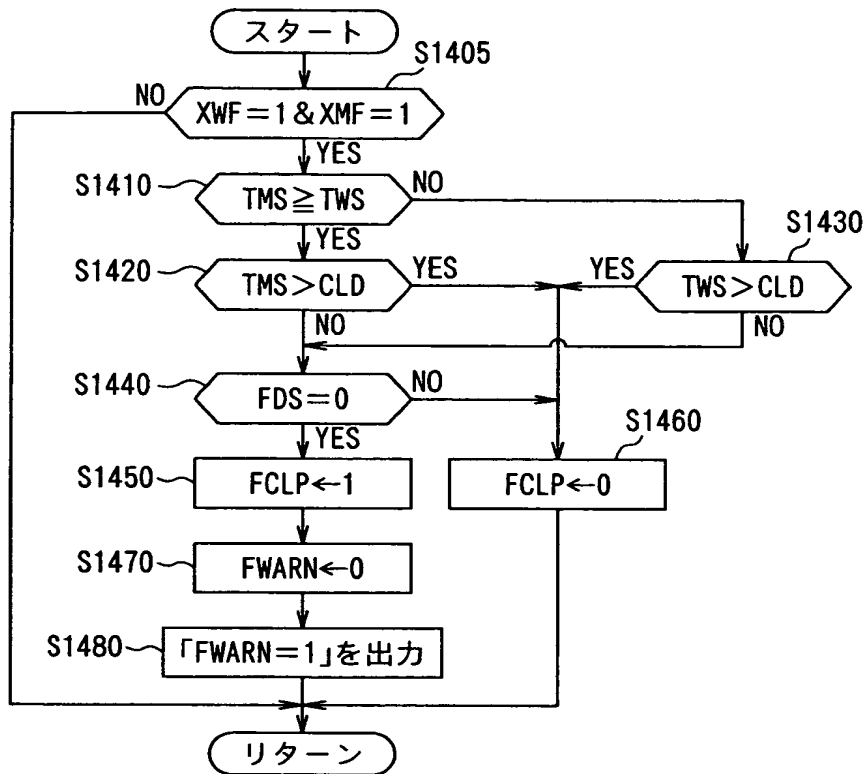 スタート
S1405
NO
XWF=1&XMF=1
YES
S1410
TMS≧TWS
NO
YES
S1430
S1420
TMS>CLD
YES
YES
TWS>CLD
NO
NO
S1440
FDS=0
NO
YES
S1460
S1450
FCLP←1
FCLP←0
S1470
FWARN←0
S1480
「FWARN=1」を出力
リターン